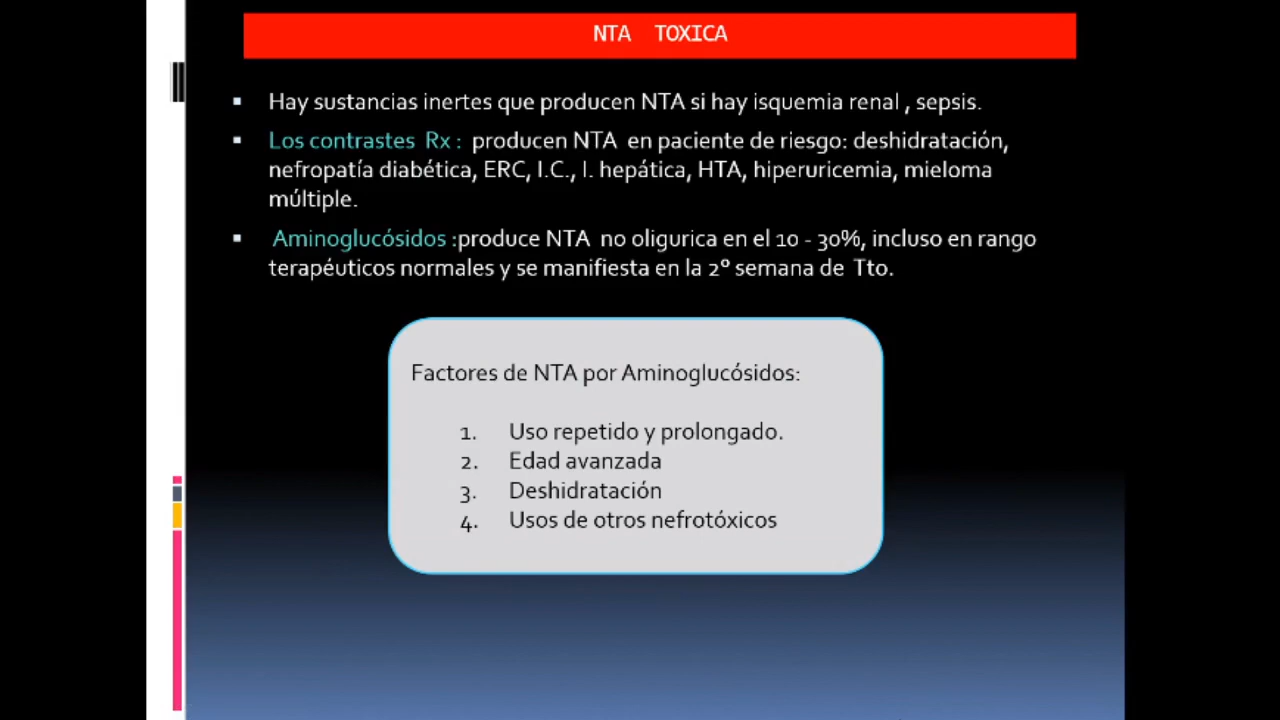 NTA TOXICA
Hay sustancias inertes que producen NTA si hay isquemia renal , sepsis.
Los contrastes Rx : producen NTA en paciente de riesgo: deshidratación,
nefropatía diabética, ERC, I.C., I. hepática, HTA, hiperuricemia, mieloma
múltiple.
Aminoglucósidos :produce NTA no oligurica en el 10 - 30%, incluso en rango
terapéuticos normales y se manifiesta en la 2° semana de Tto.
Factores de NTA por Aminoglucósidos:
1. Uso repetido y prolongado.
2. Edad avanzada
3. Deshidratación
4. Usos de otros nefrotóxicos